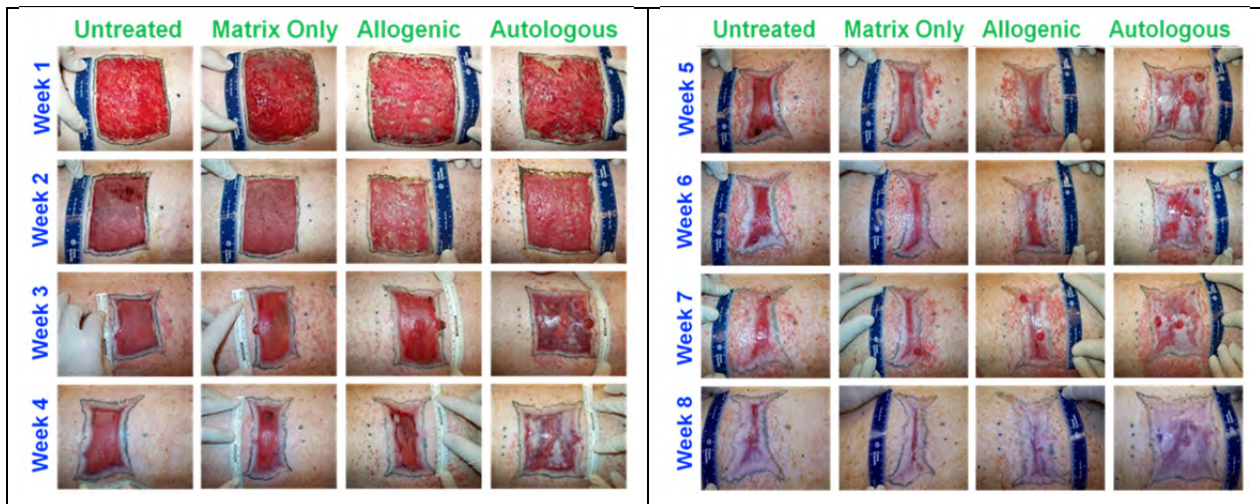 Untreated Matrix Only Allogenic Autologous
Week 1
Week 2
Week 3
Week 4
Untreated Matrix Only Allogenic Autologous
Week 5
Week 6
Week 7
Week 8